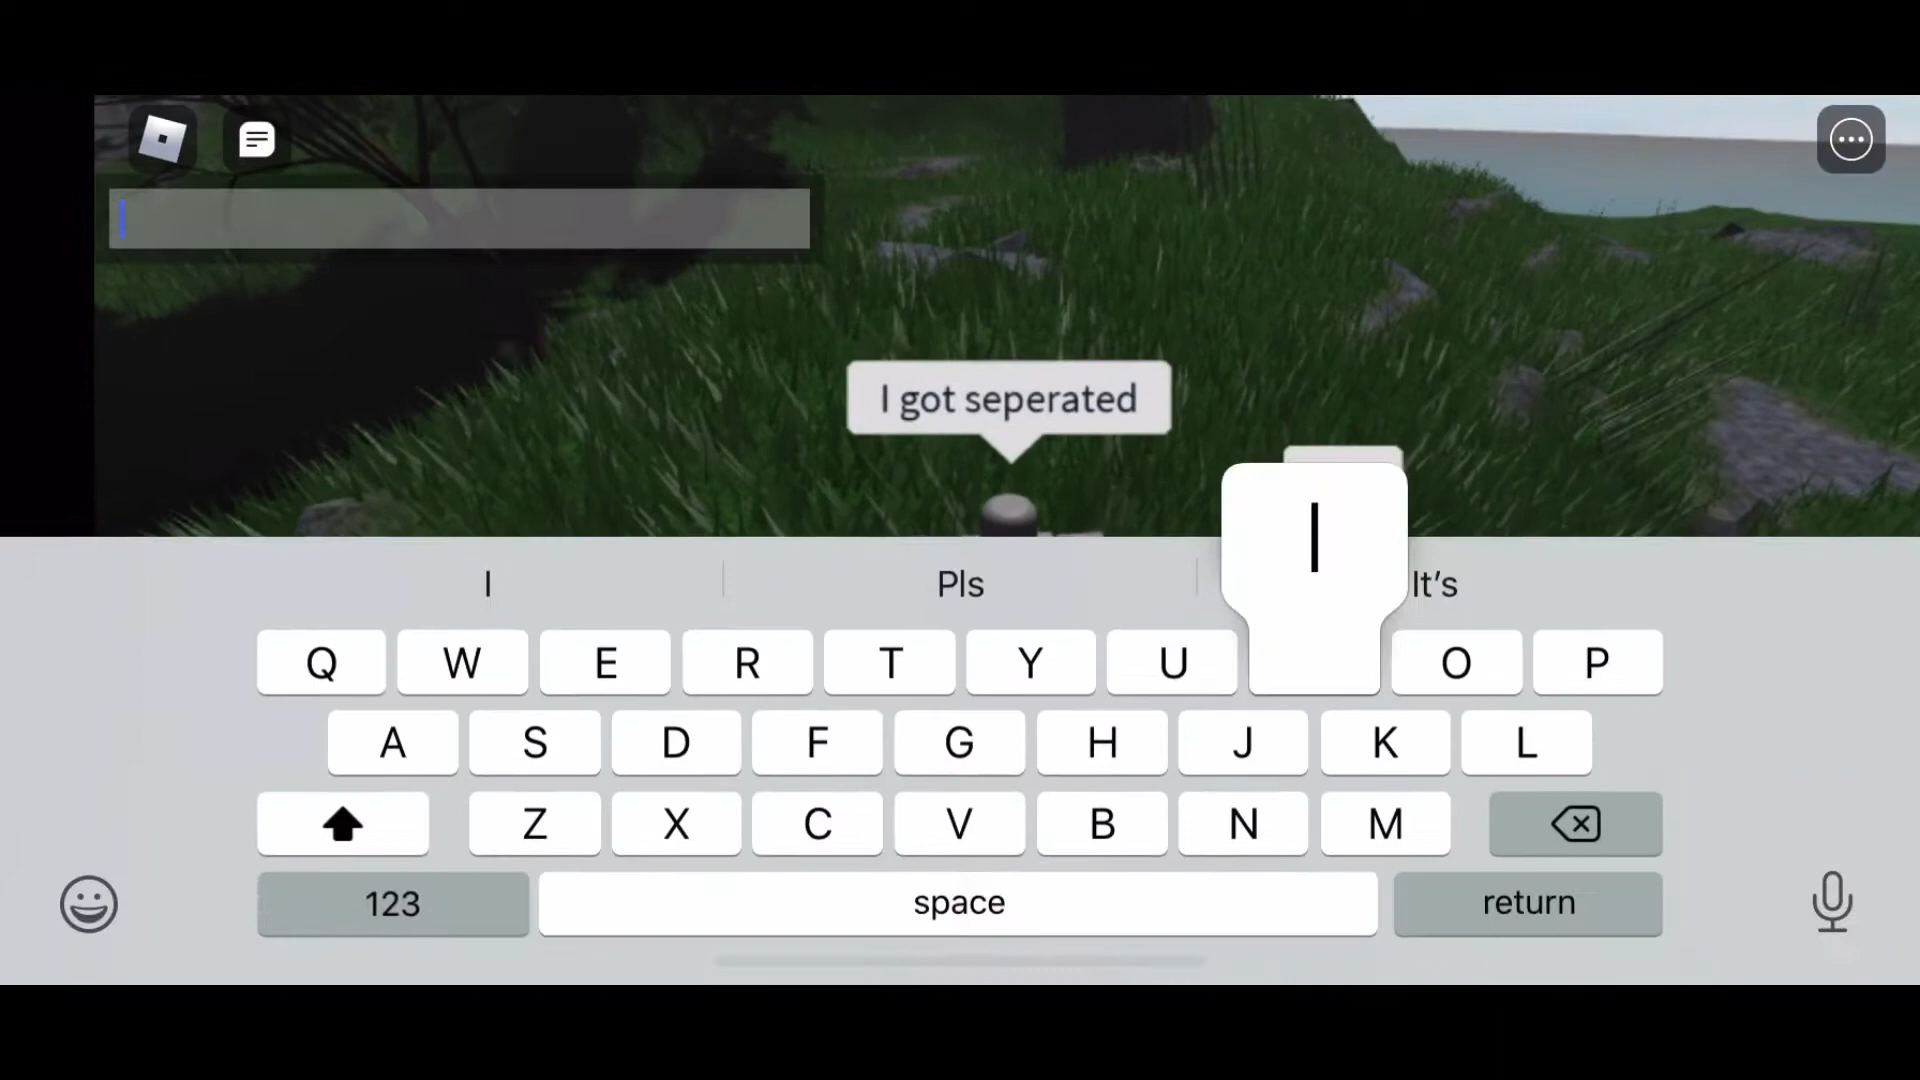 I got seperated
I
I Pls It’s
Q W E R T Y U O P
A S D F G H J K L
Z X C V B N M
123 space return